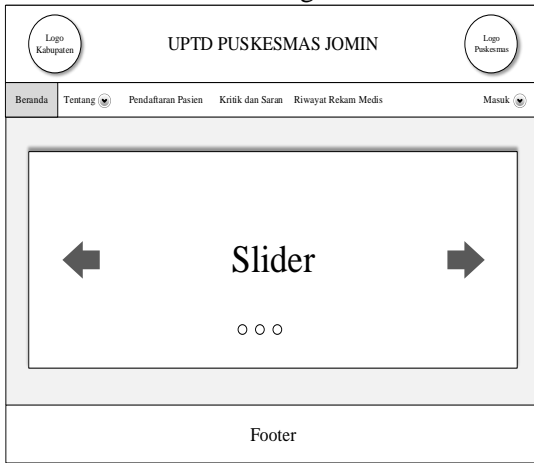 Logo
Kabupaten
UPTD PUSKESMAS JOMIN
Logo
Puskesmas
Beranda Tentang Pendaftaran Pasien Kritik dan Saran Riwayat Rekam Medis Masuk
Slider
Footer